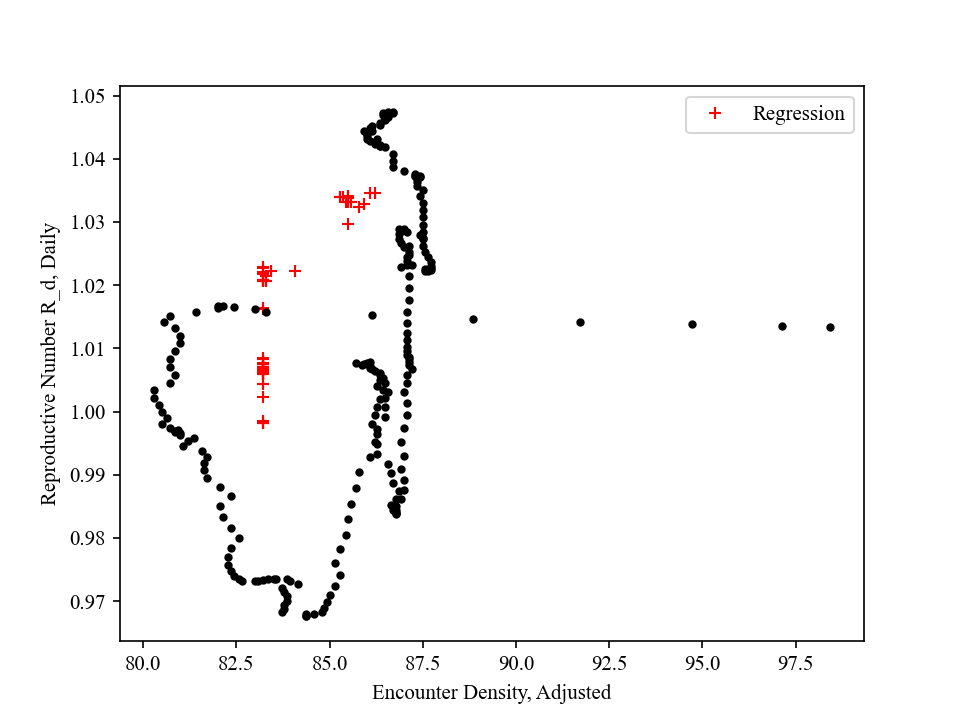 Regression
1.05
1.04
1.03
1.02
1.01
1.00
0.99
0.98
0.97
Reproductive Number R_d, Daily
80.0 82.5 85.0 87.5 90.0 92.5 95.0 97.5
Encounter Density, Adjusted